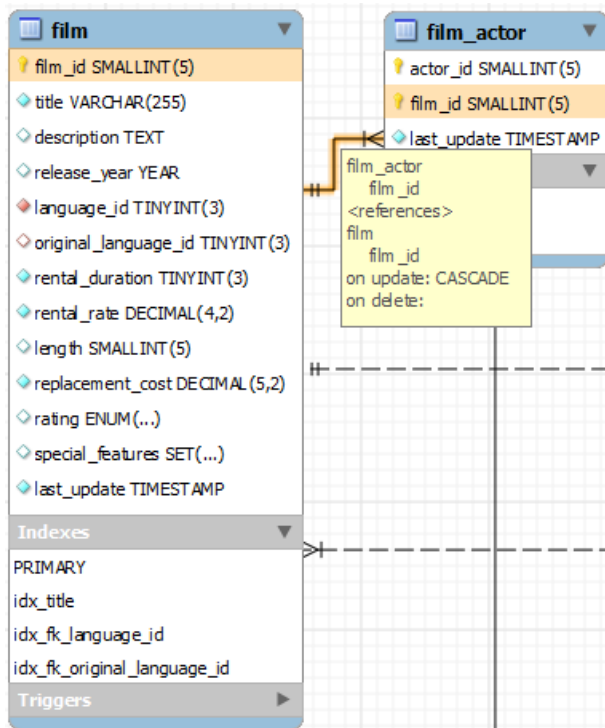 film
film_id SMALLINT(5)
title VARCHAR(255)
description TEXT
release_year YEAR
language_id TINYINT(3)
original_language_id TINYINT(3)
rental_duration TINYINT(3)
rental_rate DECIMAL(4,2)
length SMALLINT(5)
replacement_cost DECIMAL(5,2)
rating ENUM(...)
special_features SET(...)
last_update TIMESTAMP
Indexes
PRIMARY
idx_title
idx_fk_language_id
idx_fk_original_language_id
Triggers
film_actor
actor_id SMALLINT(5)
film_id SMALLINT(5)
last_update TIMESTAMP
film_actor
film_id
<references>
film
film_id
on update: CASCADE
on delete: